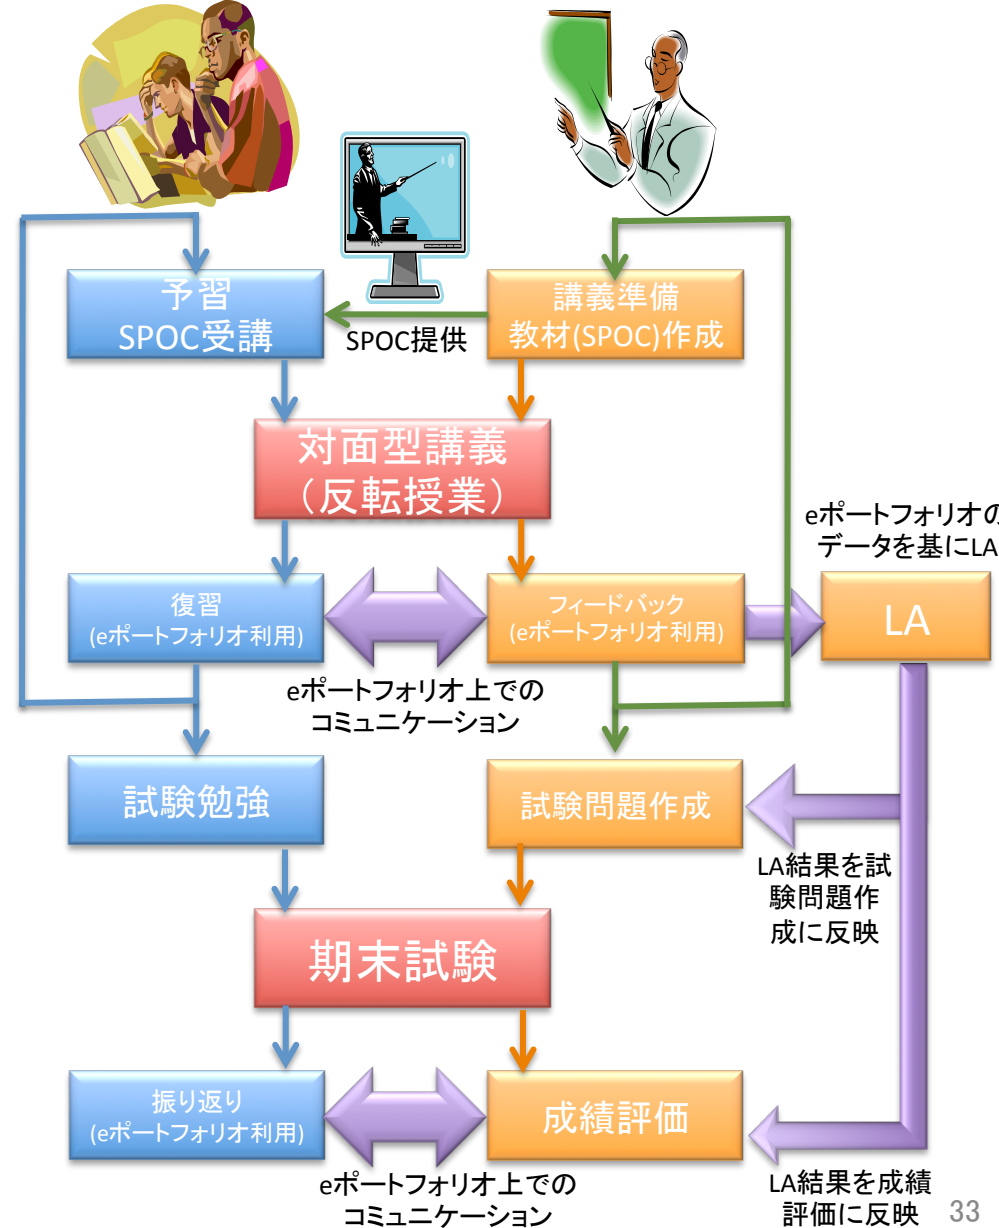 予習
SPOC受講
SPOC提供
講義準備
教材(SPOC)作成
対面型講義
(反転授業)
eポートフォリオの
データを基にLA
復習
(eポートフォリオ利用)
フィードバック
(eポートフォリオ利用)
LA
eポートフォリオ上での
コミュニケーション
試験勉強
試験問題作成
LA結果を試
験問題作
成に反映
期末試験
振り返り
(eポートフォリオ利用)
成績評価
eポートフォリオ上での
コミュニケーション
LA結果を成績
評価に反映
33